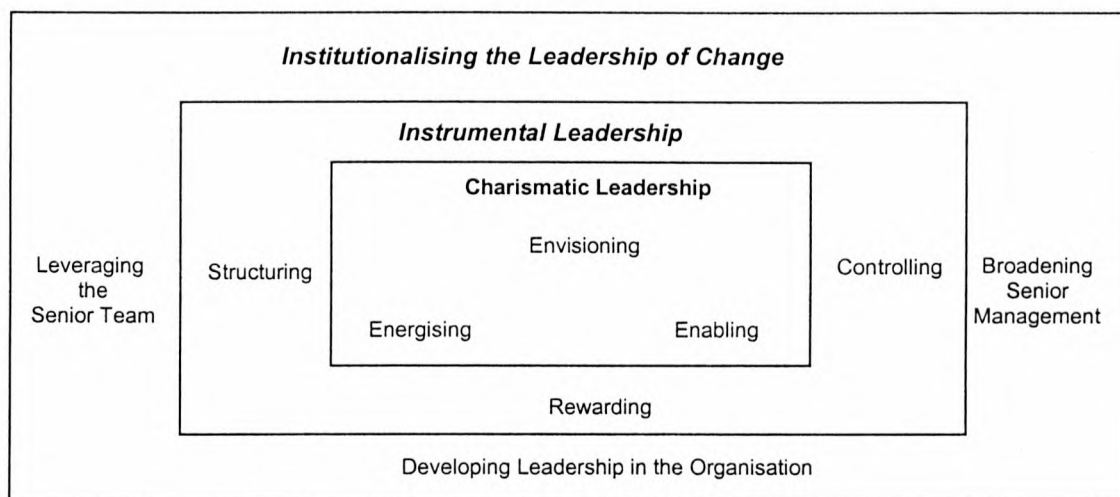 Institutionalising the Leadership of Change
Instrumental Leadership
Charismatic Leadership
Envisioning
Energising
Enabling
Structuring
Controlling
Rewarding
Leveraging
the
Senior Team
Broadening
Senior
Management
Developing Leadership in the Organisation